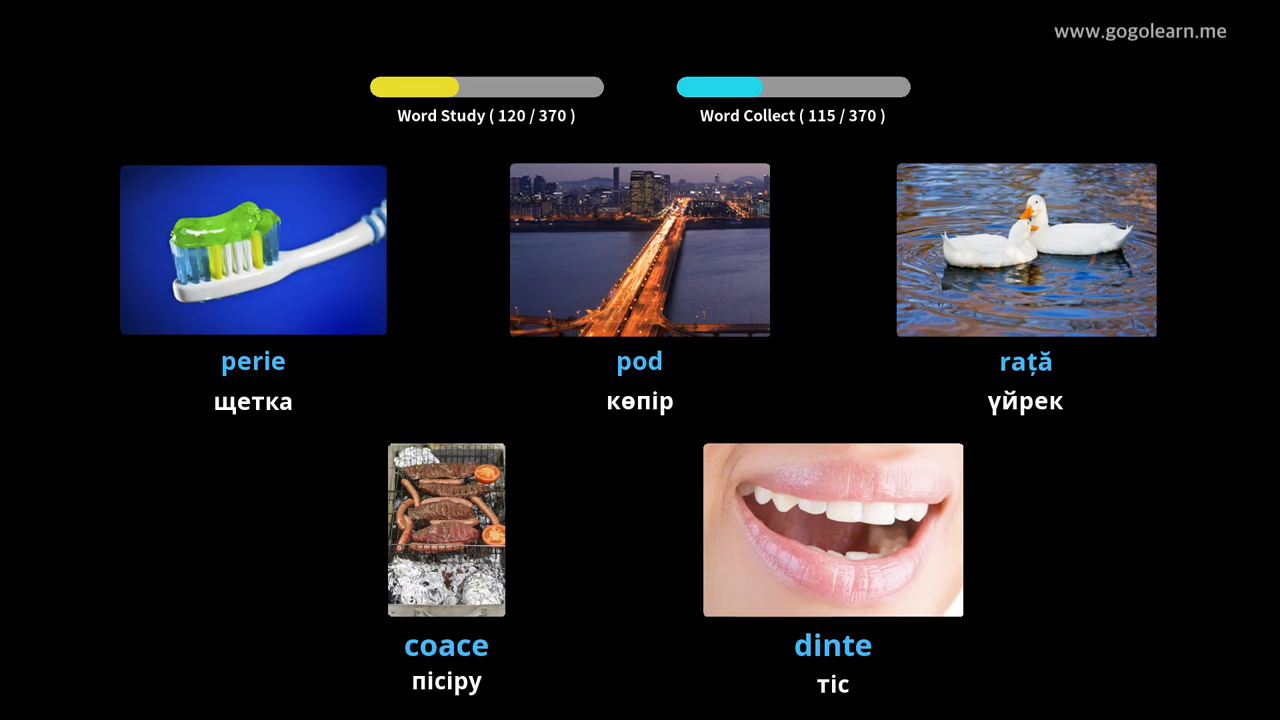 www.gogolearn.me
Word Study ( 120 / 370 )
Word Collect ( 115 / 370 )
perie
pod
rață
щетка
көпір
үйрек
coace
dinte
пісіру
тіс